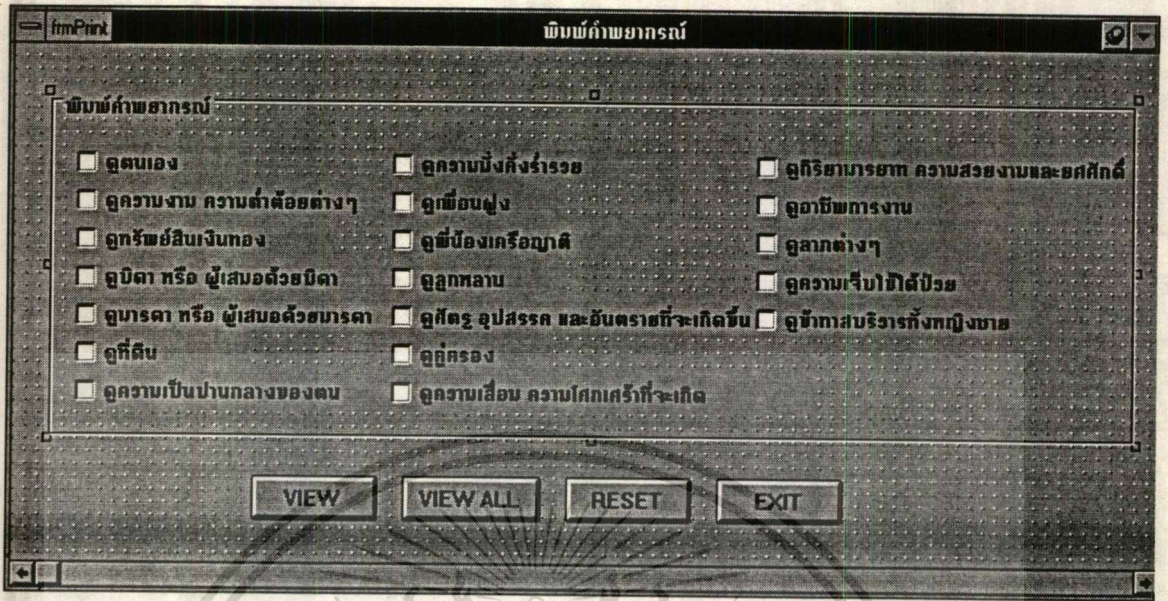 frmPrint
พิมพ์คำพยากรณ์
พิมพ์คำพยากรณ์
ดูตนเอง
ดูความงาม ความต่ำต้อยต่างๆ
ดูทรัพย์สินเงินทอง
ดูบิดา หรือ ผู้เสมอด้วยบิดา
ดูมารดา หรือ ผู้เสมอด้วยมารดา
ดูที่ดิน
ดูความเป็นปานกลางของตน
ดูความมั่งคั่งร่ำรวย
ดูเพื่อนฝูง
ดูพี่น้องเครือญาติ
ดูลูกหลาน
ดูศัตรู อุปสรรค และอันตรายที่จะเกิดขึ้น
ดูคู่ครอง
ดูความเสื่อม ความโศกเศร้าที่จะเกิด
ดูกิริยามารยาท ความสวยงามและยศศักดิ์
ดูอาชีพการงาน
ดูลาภต่างๆ
ดูความเจ็บไข้ได้ป่วย
ดูข้าทาสบริวารทั้งหญิงชาย
VIEW
VIEW ALL
RESET
EXIT